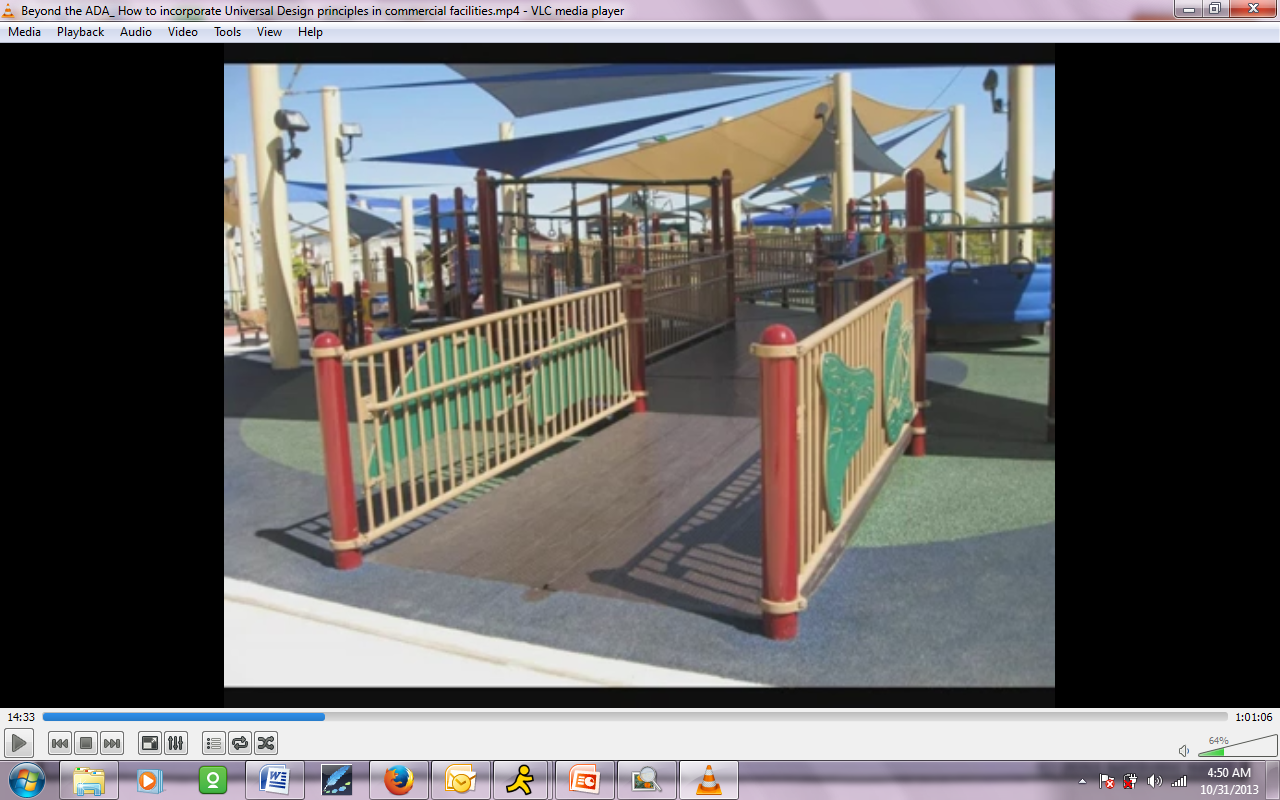 Beyond the ADA_ How to incorporate Universal Design principles in commercial facilities.mp4 - VLC media player
Media Playback Audio Video Tools View Help
14:33 1:01:06
64%
4:50 AM
10/31/2013